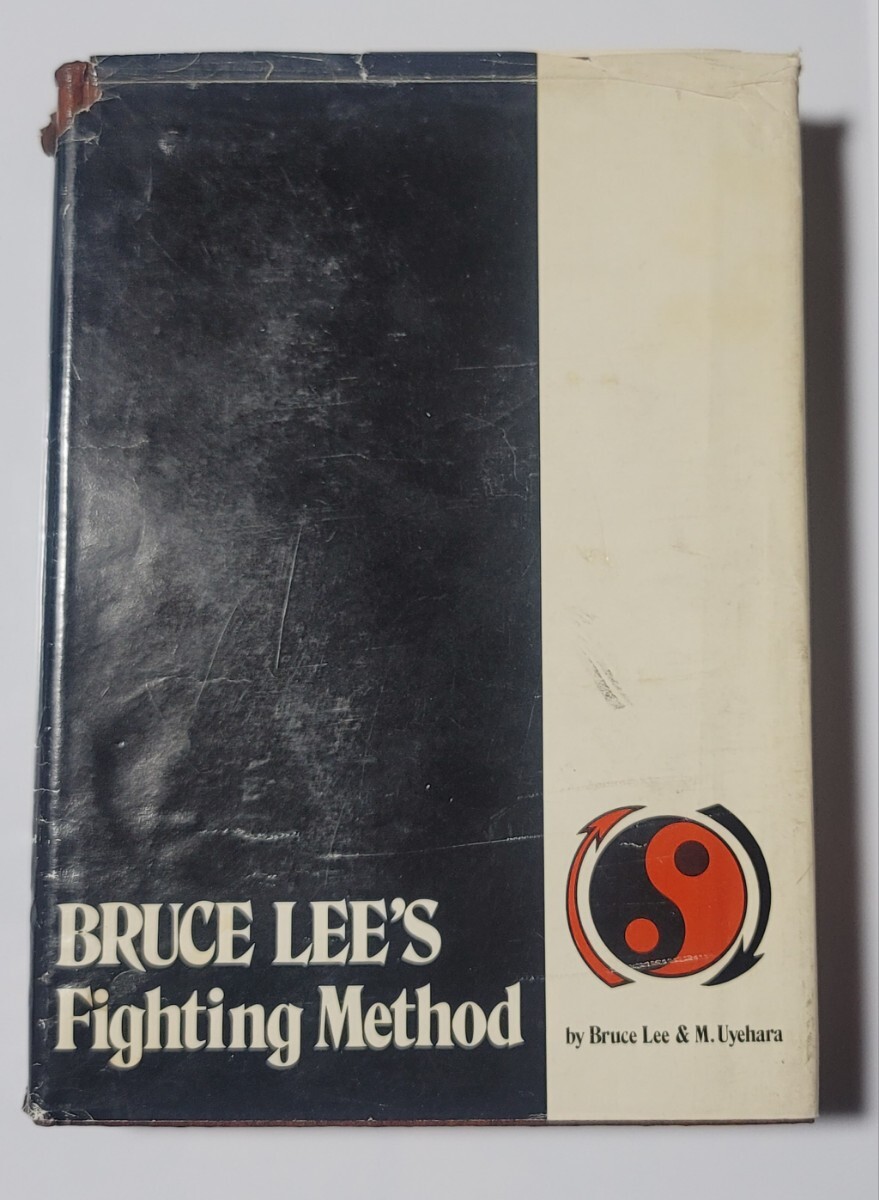 BRUCE LEE'S
Fighting Method
by Bruce Lee & M. Uyehara